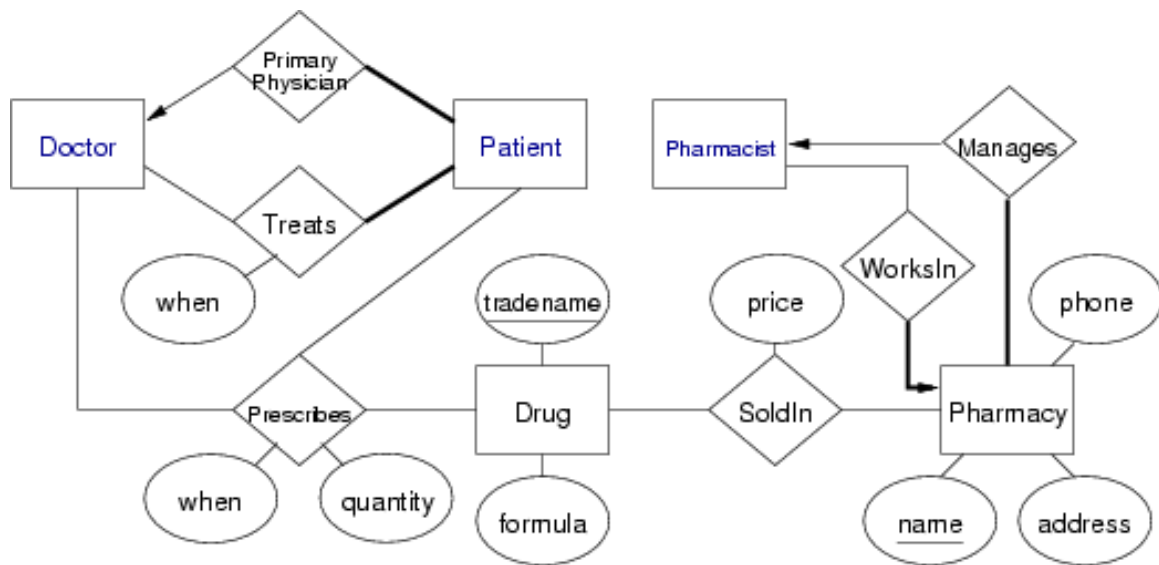 Primary
Physician
Doctor
Patient
Pharmacist
Manages
Treats
WorksIn
when
tradename
price
phone
Prescribes
Drug
SoldIn
Pharmacy
when
quantity
formula
name
address